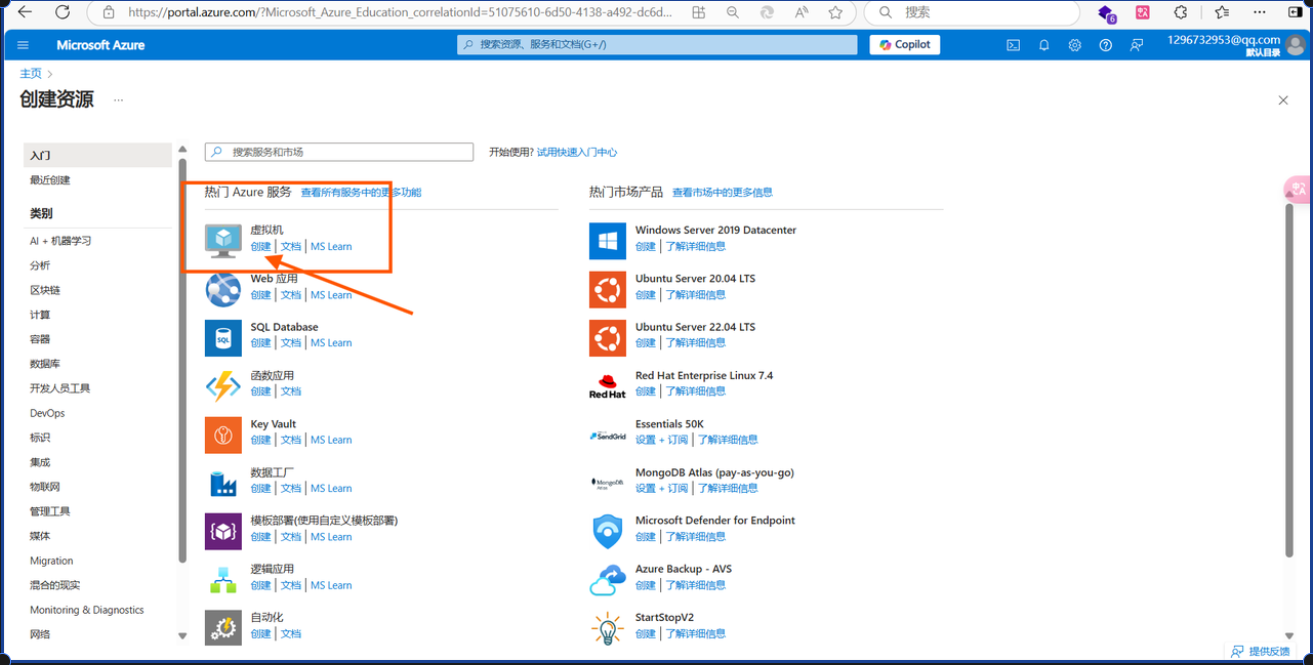 https://portal.azure.com/?Microsoft_Azure_Education_correlationId=51075610-6d50-4138-a492-dc6d...
搜索
6
Microsoft Azure
搜索资源、服务和文档(G+/)
Copilot
1296732953@qq.com
默认目录
主页 >
创建资源 ...
入门
最近创建
类别
AI + 机器学习
分析
区块链
计算
容器
数据库
开发人员工具
DevOps
标识
集成
物联网
管理工具
媒体
Migration
混合的现实
Monitoring & Diagnostics
网络
搜索服务和市场
开始使用? 试用快速入门中心
热门 Azure 服务 查看所有服务中的更多功能
虚拟机
创建 | 文档 | MS Learn
Web 应用
创建 | 文档 | MS Learn
SQL
SQL Database
创建 | 文档 | MS Learn
函数应用
创建 | 文档
Key Vault
创建 | 文档 | MS Learn
数据工厂
创建 | 文档 | MS Learn
模板部署(使用自定义模板部署)
创建 | 文档 | MS Learn
逻辑应用
创建 | 文档 | MS Learn
自动化
创建 | 文档
热门市场产品 查看市场中的更多信息
Windows Server 2019 Datacenter
创建 | 了解详细信息
Ubuntu Server 20.04 LTS
创建 | 了解详细信息
Ubuntu Server 22.04 LTS
创建 | 了解详细信息
Red Hat
Red Hat Enterprise Linux 7.4
创建 | 了解详细信息
SendGrid
Essentials 50K
设置 + 订阅 | 了解详细信息
MongoDB Atlas
MongoDB Atlas (pay-as-you-go)
设置 + 订阅 | 了解详细信息
Microsoft Defender for Endpoint
创建 | 了解详细信息
Azure Backup - AVS
创建 | 了解详细信息
StartStopV2
创建 | 了解详细信息
提供反馈